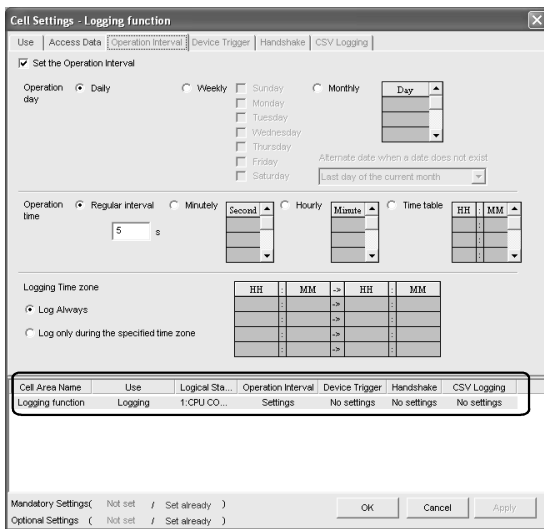 Cell Settings - Logging function
Use Access Data Operation Interval Device Trigger Handshake CSV Logging
Set the Operation Interval
Operation day Daily Weekly Sunday Monthly Day
Monday
Tuesday
Wednesday
Thursday
Friday Alternate date when a date does not exist
Saturday Last day of the current month
Operation time Regular interval Minutely Second Hourly Minute Time table HH : MM
5 s
Logging Time zone HH : MM -> HH : MM
Log Always : -> :
: -> :
Log only during the specified time zone : -> :
: -> :
Cell Area Name Use Logical Sta... Operation Interval Device Trigger Handshake CSV Logging
Logging function Logging 1:CPU CO... Settings No settings No settings No settings
Mandatory Settings( Not set / Set already )
Optional Settings ( Not set / Set already )
OK Cancel Apply